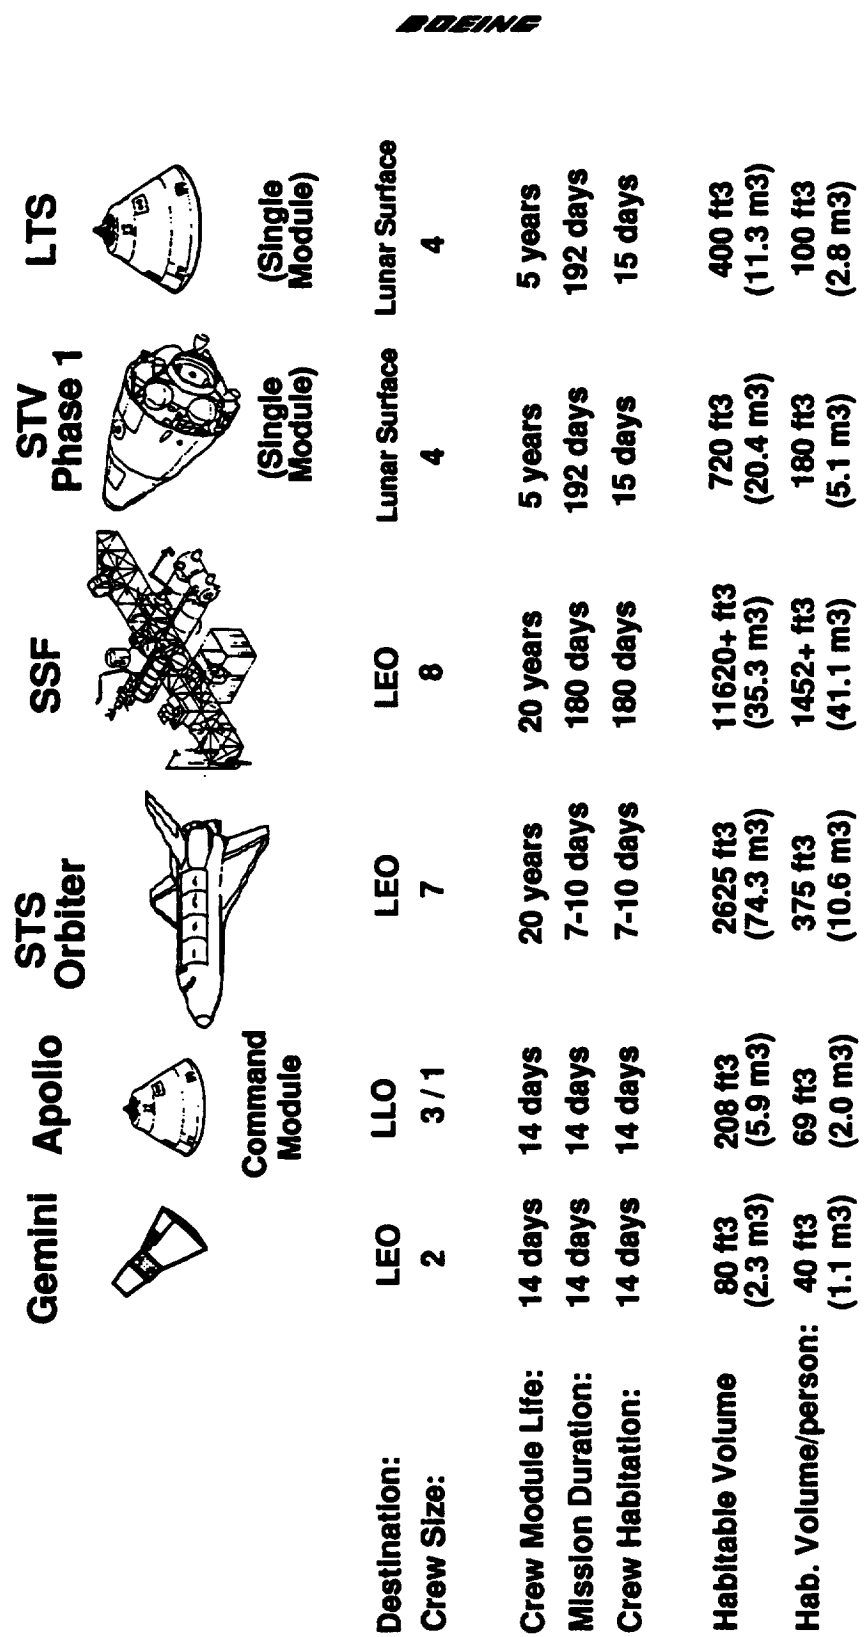 BOEING
Gemini Apollo STS Orbiter SSF STV Phase 1 LTS
Command Module (Single Module) (Single Module)
Destination: LEO LLO LEO LEO Lunar Surface Lunar Surface
Crew Size: 2 3 / 1 7 8 4 4
Crew Module Life: 14 days 14 days 20 years 20 years 5 years 5 years
Mission Duration: 14 days 14 days 7-10 days 180 days 192 days 192 days
Crew Habitation: 14 days 14 days 7-10 days 180 days 15 days 15 days
Habitable Volume 80 ft3 208 ft3 2625 ft3 11620+ ft3 720 ft3 400 ft3
(2.3 m3) (5.9 m3) (74.3 m3) (35.3 m3) (20.4 m3) (11.3 m3)
Hab. Volume/person: 40 ft3 69 ft3 375 ft3 1452+ ft3 180 ft3 100 ft3
(1.1 m3) (2.0 m3) (10.6 m3) (41.1 m3) (5.1 m3) (2.8 m3)